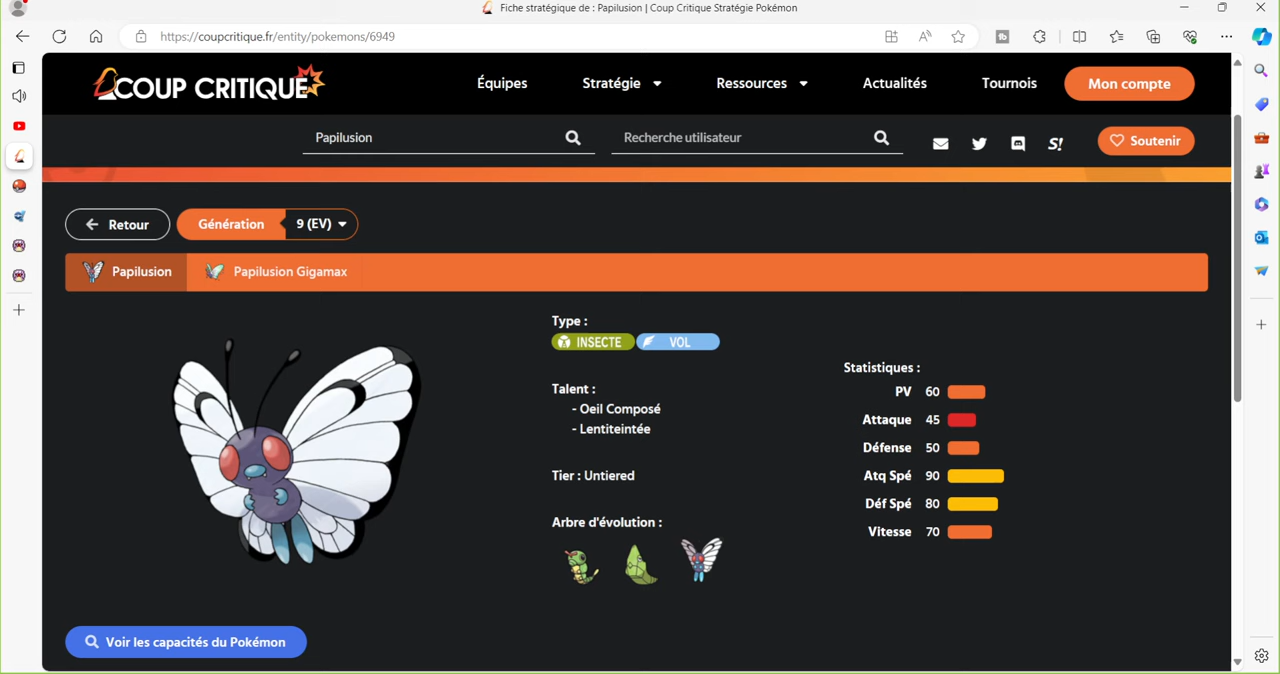 Fiche stratégique de : Papilusion | Coup Critique Stratégie Pokémon
https://coupcritique.fr/entity/pokemons/6949
COUP CRITIQUE
Équipes
Stratégie
Ressources
Actualités
Tournois
Mon compte
Papilusion
Recherche utilisateur
S!
Soutenir
Retour
Génération
9 (EV)
Papilusion
Papilusion Gigamax
Type :
INSECTE
VOL
Talent :
- Oeil Composé
- Lentiteintée
Tier : Untiered
Arbre d'évolution :
Statistiques :
PV 60
Attaque 45
Défense 50
Atq Spé 90
Déf Spé 80
Vitesse 70
Voir les capacités du Pokémon